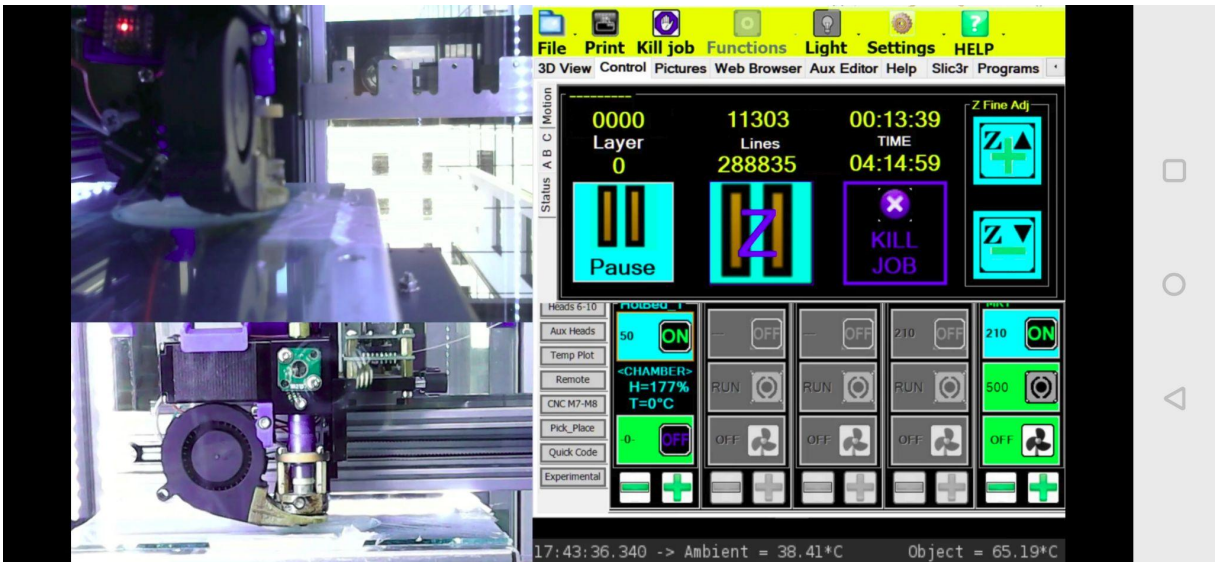 File Print Kill job Functions Light Settings HELP
3D View Control Pictures Web Browser Aux Editor Help Slic3r Programs
Motion
A B C
Status
---------
0000
Layer
0
11303
Lines
288835
00:13:39
TIME
04:14:59
Z Fine Adj
Z
Z
Pause
Z
KILL
JOB
Heads 6-10
Aux Heads
Temp Plot
Remote
CNC M7-M8
Pick_Place
Quick Code
Experimental
HotBed_T
50 ON
<CHAMBER>
H=177%
T=0°C
-0- OFF
--- OFF
RUN
OFF
--- OFF
RUN
OFF
210 OFF
RUN
OFF
MK1
210 ON
500
OFF
17:43:36.340 -> Ambient = 38.41*C Object = 65.19*C